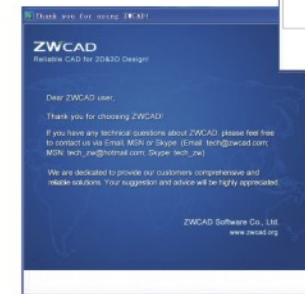 Thank you for using ZWCAD!
ZWCAD
Reliable CAD for 2D&3D Design!
Dear ZWCAD user,
Thank you for choosing ZWCAD!
If you have any technical questions about ZWCAD, please feel free
to contact us via Email, MSN or Skype. (Email: tech@zwcad.com;
MSN: tech_zw@hotmail.com; Skype: tech_zw)
We are dedicated to provide our customers comprehensive and
reliable solutions. Your suggestion and advice will be highly appreciated.
ZWCAD Software Co., Ltd.
www.zwcad.org